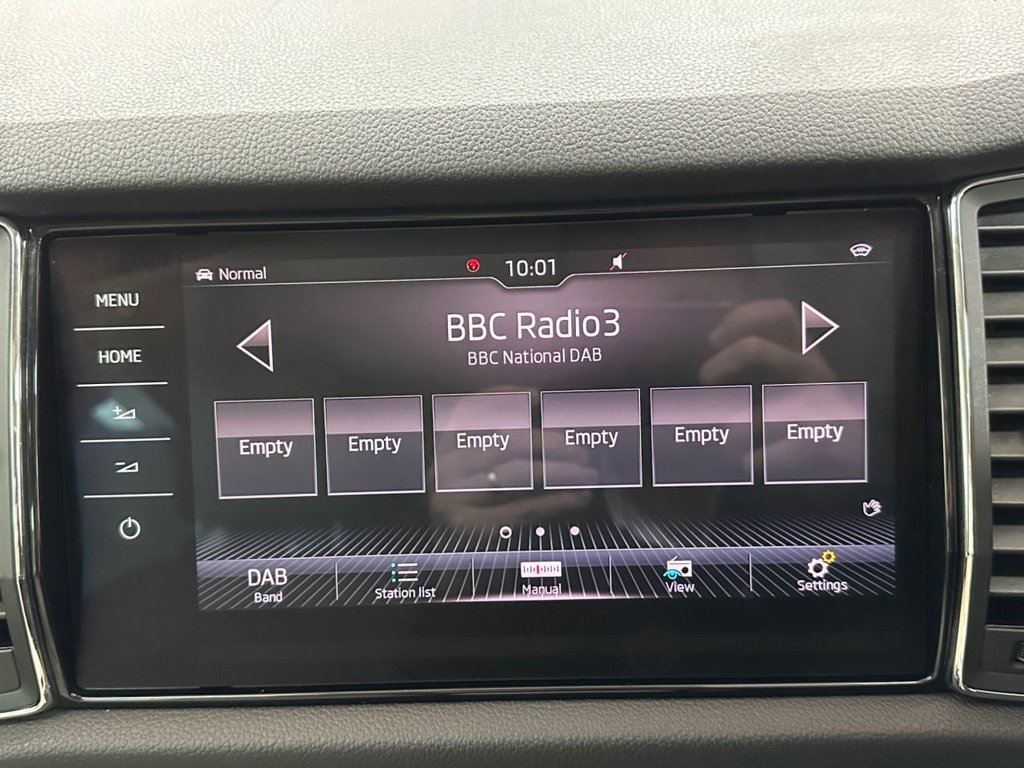 Normal
10:01
MENU
HOME
BBC Radio3
BBC National DAB
Empty Empty Empty Empty Empty Empty
DAB
Band
Station list
Manual
View
Settings